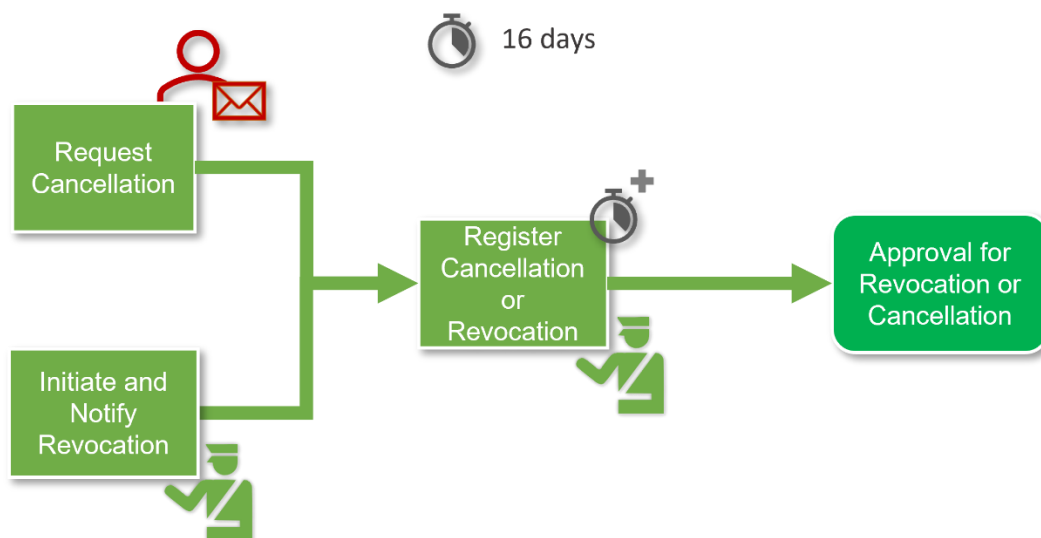 16 days
Request
Cancellation
Initiate and
Notify
Revocation
Register
Cancellation
or
Revocation
Approval for
Revocation or
Cancellation